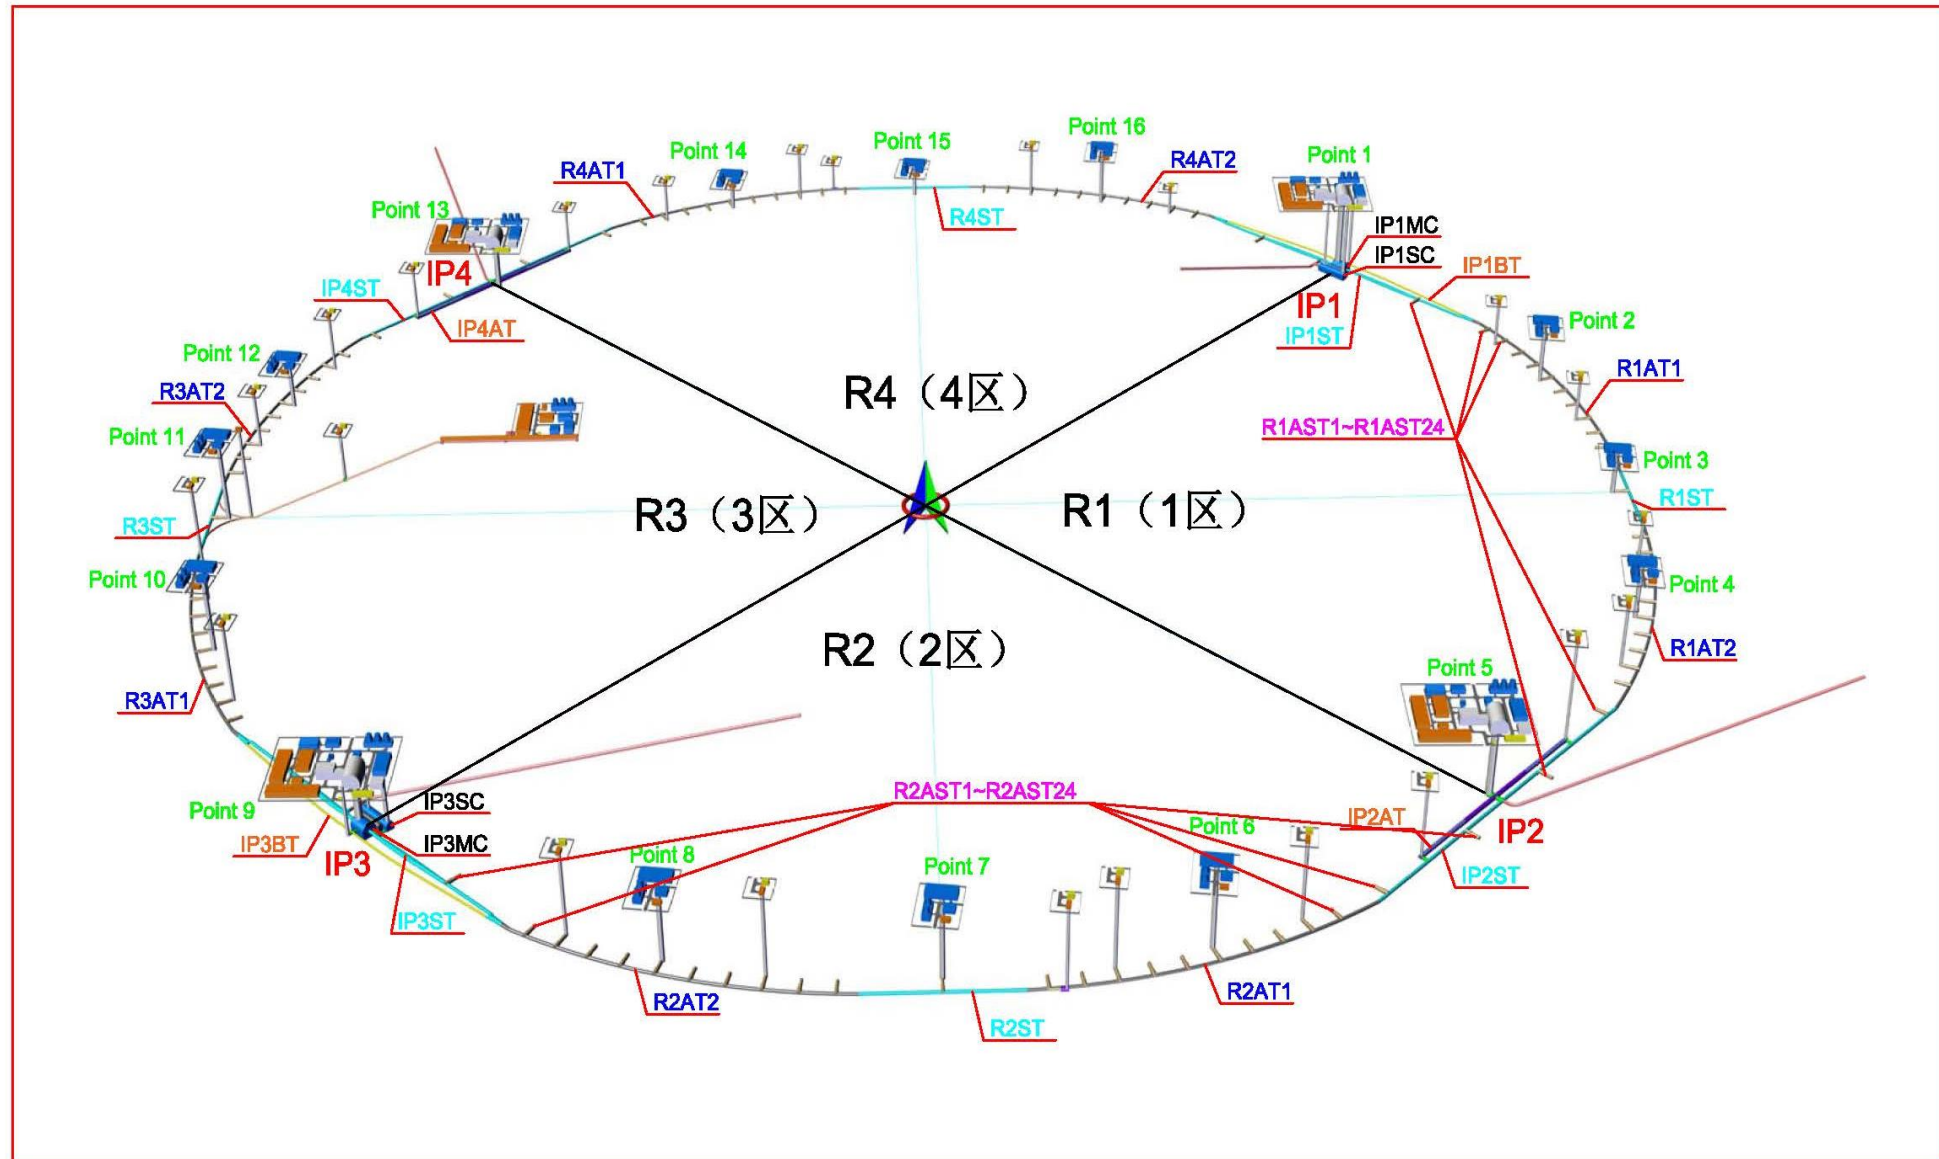 Point 16
Point 15
Point 14
Point 1
R4AT2
R4AT1
Point 13
R4ST
IP1MC
IP1SC
IP4
IP1BT
IP4ST
IP1
Point 2
IP4AT
IP1ST
Point 12
R1AT1
R3AT2
R4（4区）
R1AST1~R1AST24
Point 11
Point 3
R1ST
R3（3区）
R1（1区）
R3ST
Point 10
Point 4
R2（2区）
R1AT2
Point 5
R3AT1
R2AST1~R2AST24
IP3SC
Point 9
IP2AT
Point 6
IP2
IP3BT
IP3MC
IP3
Point 8
Point 7
IP2ST
IP3ST
R2AT2
R2AT1
R2ST